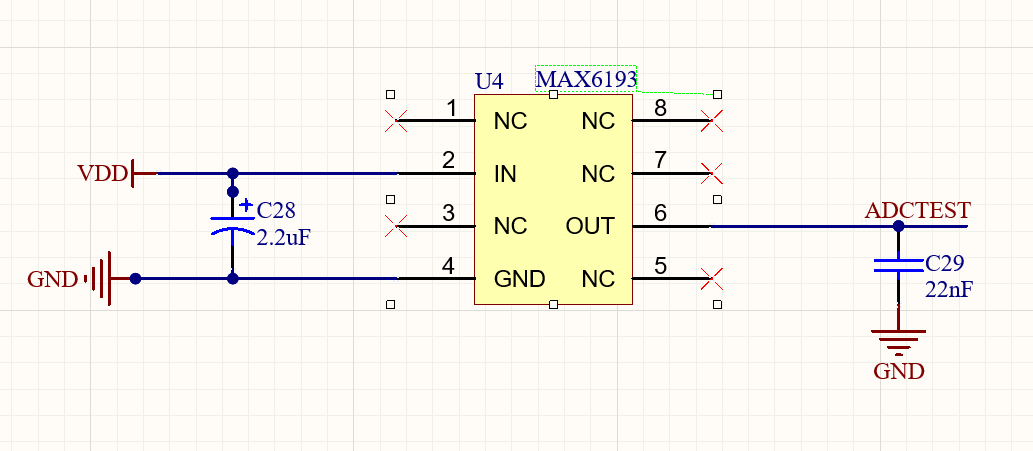 U4 MAX6193
1 NC NC 8
2 IN NC 7
3 NC OUT 6
4 GND NC 5
VDD
+ C28
2.2uF
GND
ADCTEST
C29
22nF
GND